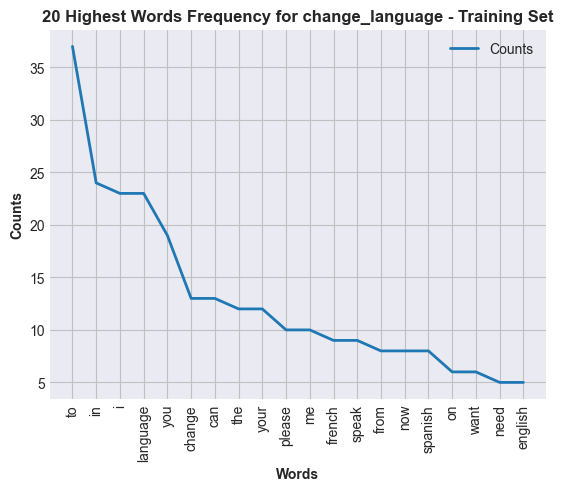 20 Highest Words Frequency for change_language - Training Set
Counts
35
30
25
20
15
10
5
Counts
to
in
i
language
you
change
can
the
your
please
me
french
speak
from
now
spanish
on
want
need
english
Words